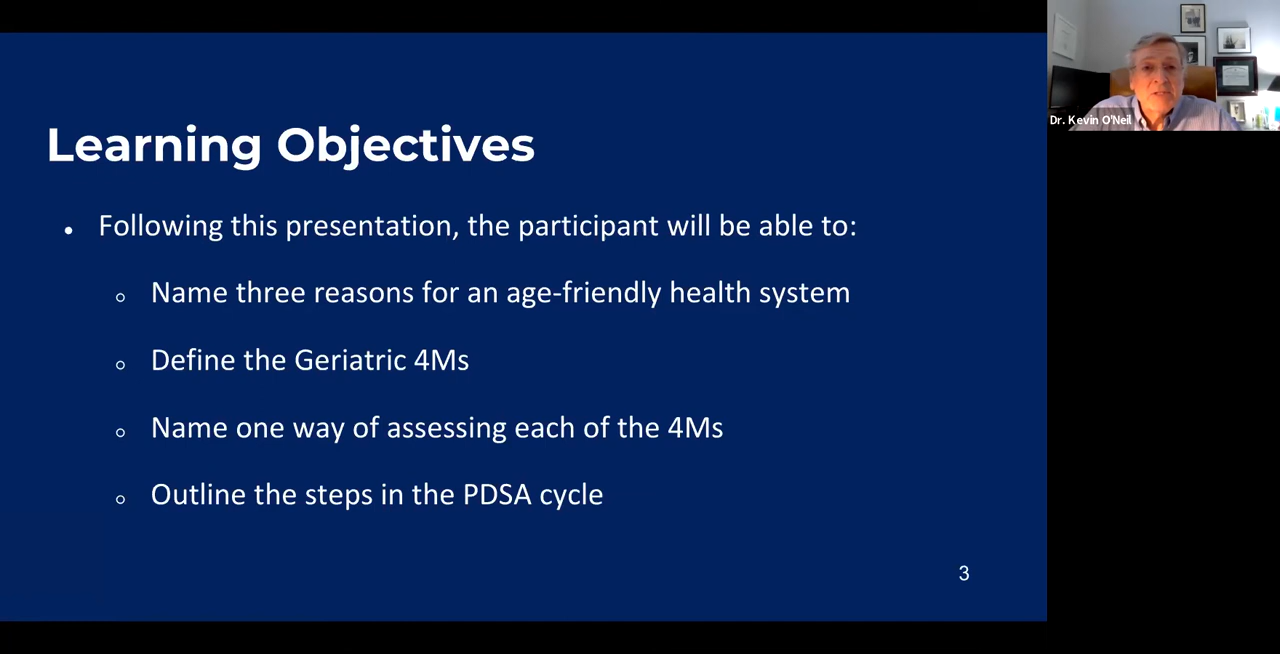 Learning Objectives
• Following this presentation, the participant will be able to:
○ Name three reasons for an age-friendly health system
○ Define the Geriatric 4Ms
○ Name one way of assessing each of the 4Ms
○ Outline the steps in the PDSA cycle
3
Dr. Kevin O'Neil